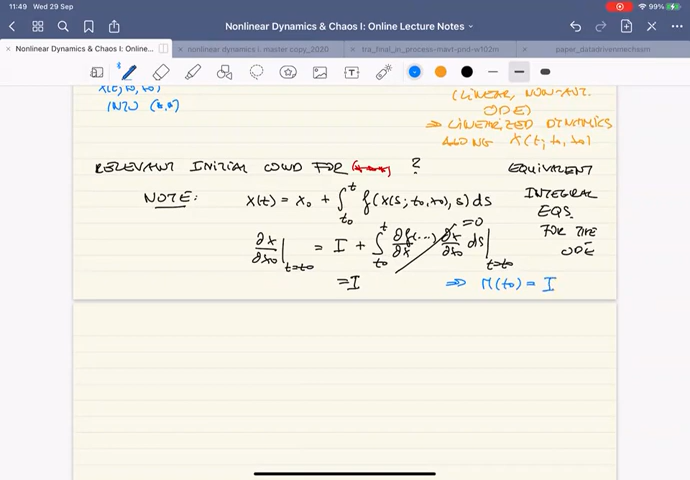 11:49 Wed 29 Sep
99%
Nonlinear Dynamics & Chaos I: Online Lecture Notes
Nonlinear Dynamics & Chaos I: Online...
nonlinear dynamics I. master copy_2020
tra_final_in_process-mavt-pnd-w102m
paper_datadrivenmechssm
X(t; t0, x0)
INTO (*,*)
(LINEAR, NON-AUT. ODE)
⇒ LINEARIZED DYNAMICS
ALONG X(t; t0, x0)
RELEVANT INITIAL COND FOR (***) ?
NOTE: x(t) = x₀ + ∫_{t0}^{t} f(x(s; t0, x0), s) ds
∂x/∂x0 |_{t=t0} = I + ∫_{t0}^{t} ∂f(...)/∂x ∂x/∂x0 ds |_{t=t0} =0
= I ⇒ M(t0) = I
EQUIVALENT
INTEGRAL
EQS.
FOR THE
ODE